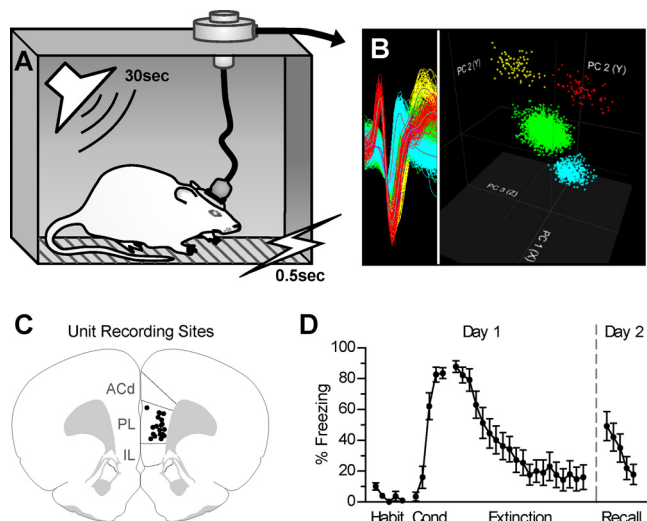 A
30sec
0.5sec
B
PC 2 (Y)
PC 2 (Y)
PC 3 (Z)
PC 1 (X)
C
Unit Recording Sites
ACd
PL
IL
D
Day 1
Day 2
% Freezing
100
80
60
40
20
0
Habit
Cond
Extinction
Recall